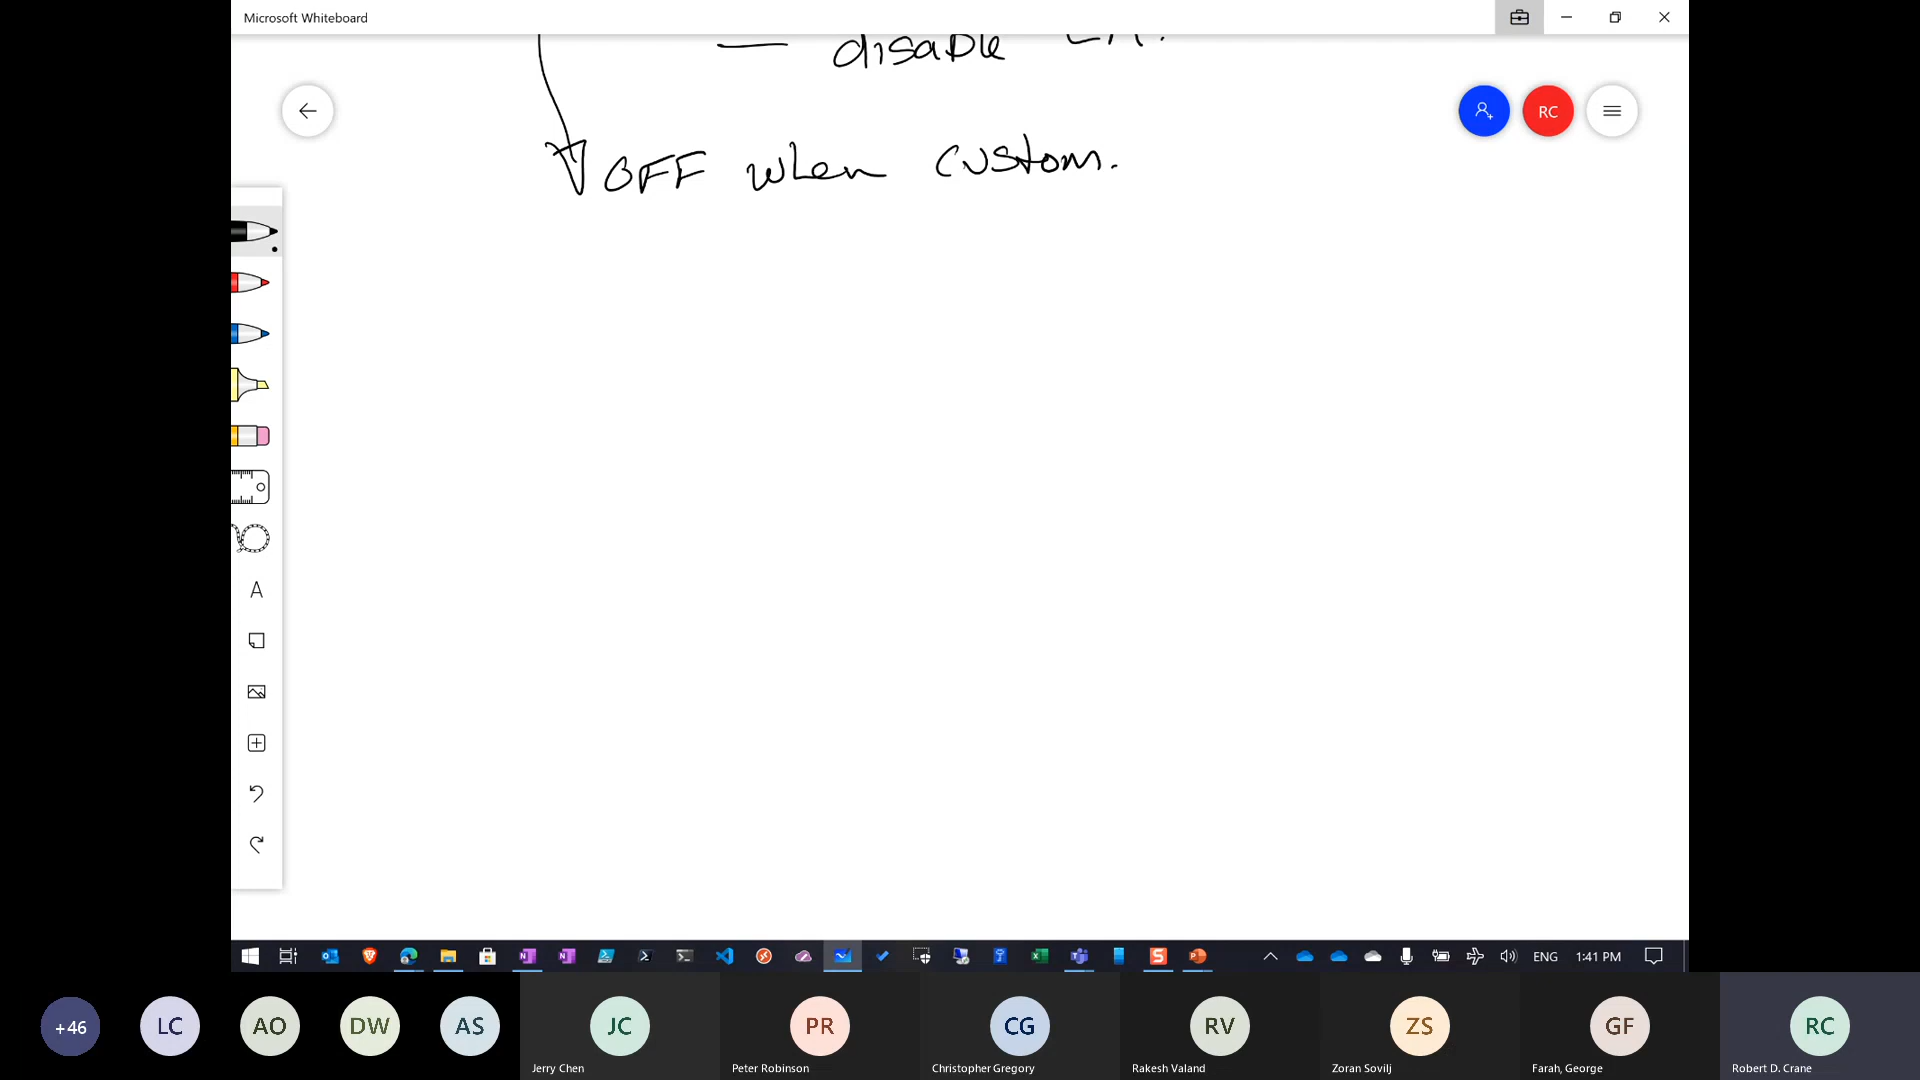 Microsoft Whiteboard
— disable
RC
OFF when custom.
A
ENG 1:41 PM
+46 LC AO DW AS JC PR CG RV ZS GF RC
Jerry Chen Peter Robinson Christopher Gregory Rakesh Valand Zoran Sovilj Farah, George Robert D. Crane